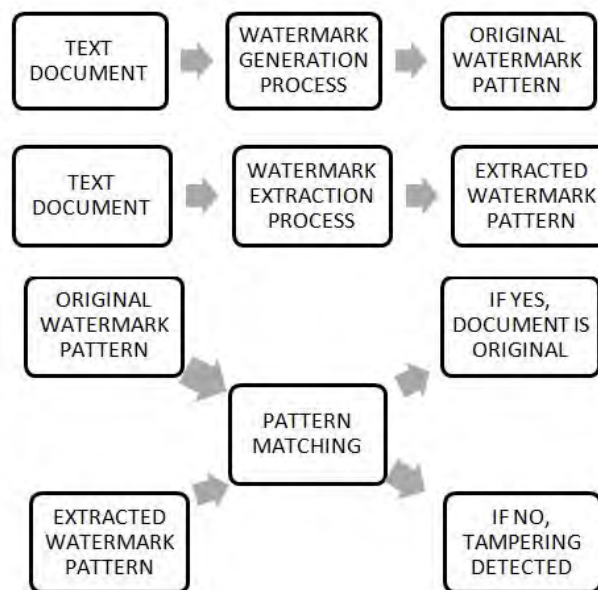 TEXT
DOCUMENT
WATERMARK
GENERATION
PROCESS
ORIGINAL
WATERMARK
PATTERN
TEXT
DOCUMENT
WATERMARK
EXTRACTION
PROCESS
EXTRACTED
WATERMARK
PATTERN
ORIGINAL
WATERMARK
PATTERN
IF YES,
DOCUMENT IS
ORIGINAL
PATTERN
MATCHING
EXTRACTED
WATERMARK
PATTERN
IF NO,
TAMPERING
DETECTED